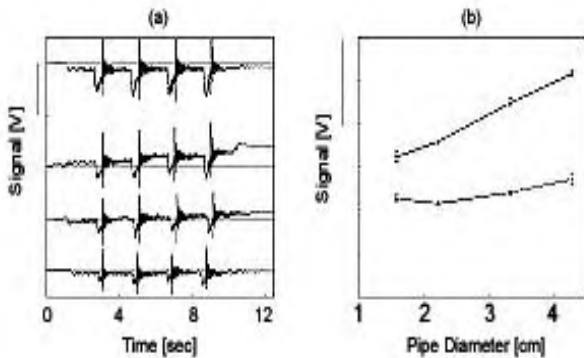 (a)
(b)
Signal [V]
Signal [V]
0 4 8 12
1 2 3 4
Time [sec]
Pipe Diameter [cm]